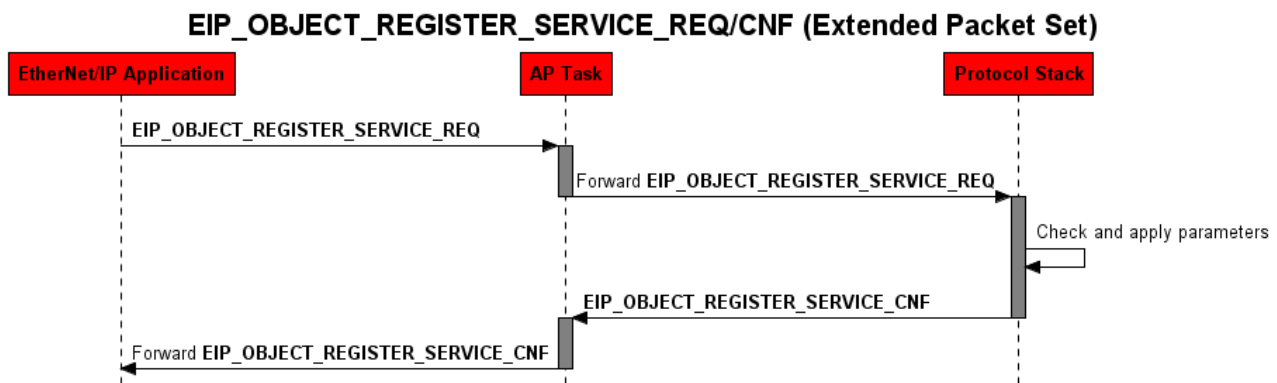 EIP_OBJECT_REGISTER_SERVICE_REQ/CNF (Extended Packet Set)
EtherNet/IP Application
AP Task
Protocol Stack
EIP_OBJECT_REGISTER_SERVICE_REQ
Forward EIP_OBJECT_REGISTER_SERVICE_REQ
Check and apply parameters
EIP_OBJECT_REGISTER_SERVICE_CNF
Forward EIP_OBJECT_REGISTER_SERVICE_CNF